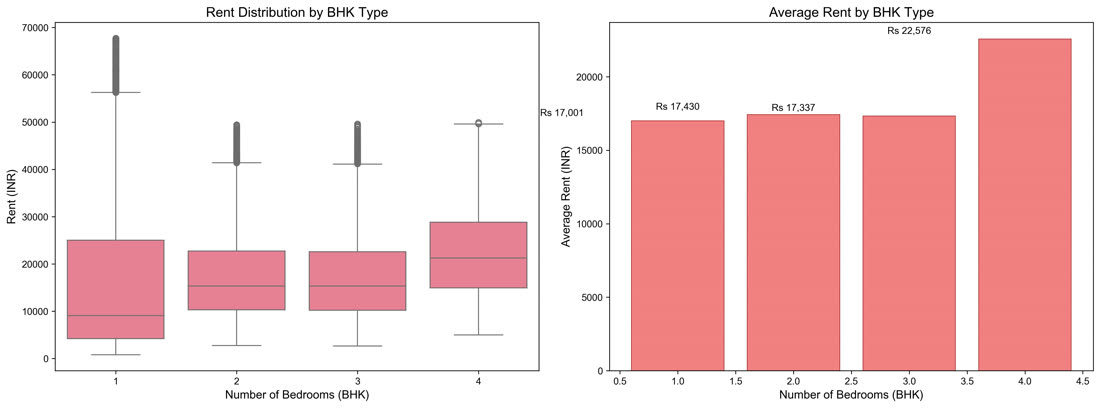 Rent Distribution by BHK Type
70000
60000
50000
40000
30000
20000
10000
0
Rent (INR)
1 2 3 4
Number of Bedrooms (BHK)
Average Rent by BHK Type
Rs 22,576
Rs 17,001
Rs 17,430
Rs 17,337
20000
15000
10000
5000
0
Average Rent (INR)
0.5 1.0 1.5 2.0 2.5 3.0 3.5 4.0 4.5
Number of Bedrooms (BHK)